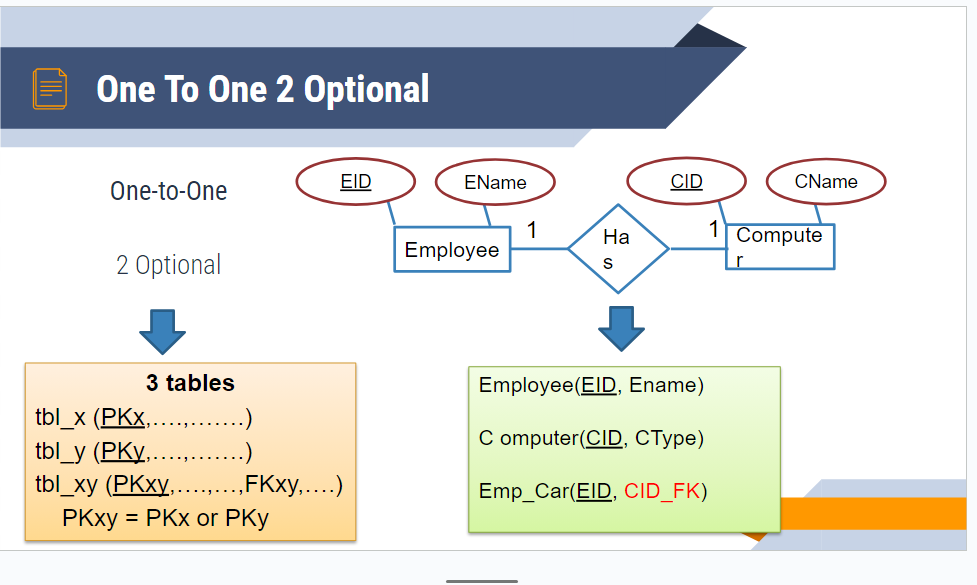 One To One 2 Optional
One-to-One
2 Optional
EID
EName
CID
CName
Employee
1
Ha
s
1
Compute
r
3 tables
tbl_x (PKx,....,.......)
tbl_y (PKy,....,.......)
tbl_xy (PKxy,....,...,FKxy,....)
PKxy = PKx or PKy
Employee(EID, Ename)
C omputer(CID, CType)
Emp_Car(EID, CID_FK)